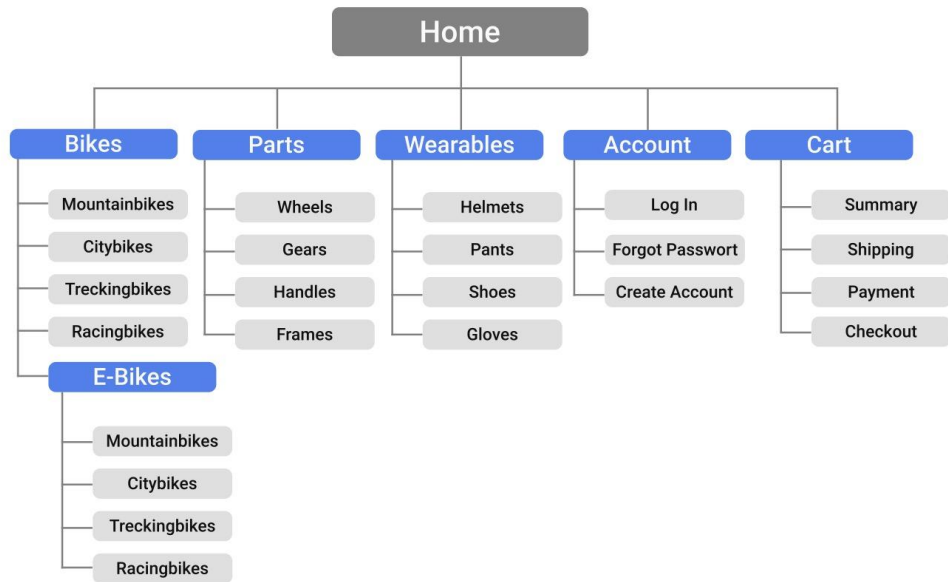 Home
Bikes
Mountainbikes
Citybikes
Treckingbikes
Racingbikes
E-Bikes
Mountainbikes
Citybikes
Treckingbikes
Racingbikes
Parts
Wheels
Gears
Handles
Frames
Wearables
Helmets
Pants
Shoes
Gloves
Account
Log In
Forgot Passwort
Create Account
Cart
Summary
Shipping
Payment
Checkout